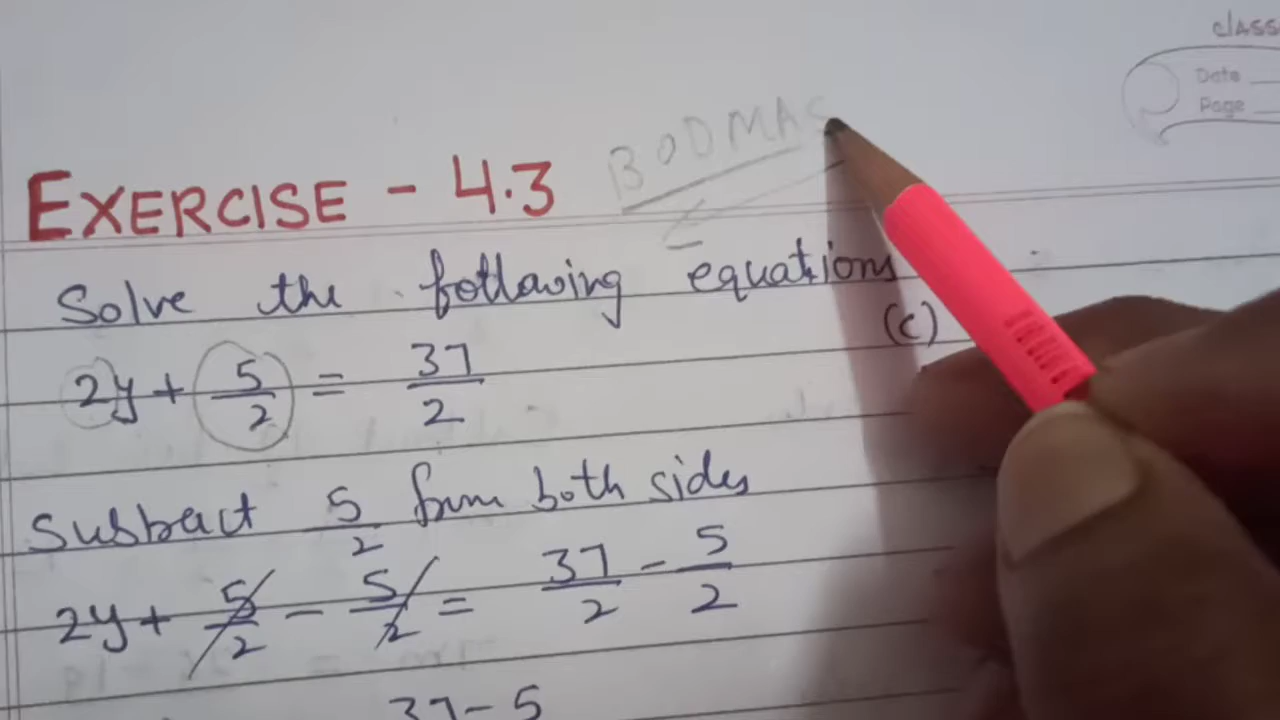 class
Date
Page
BODMAS
EXERCISE - 4.3
Solve the following equations
(c)
2y + 5/2 = 37/2
Subtract 5/2 from both sides
2y + 5/2 - 5/2 = 37/2 - 5/2
37 - 5